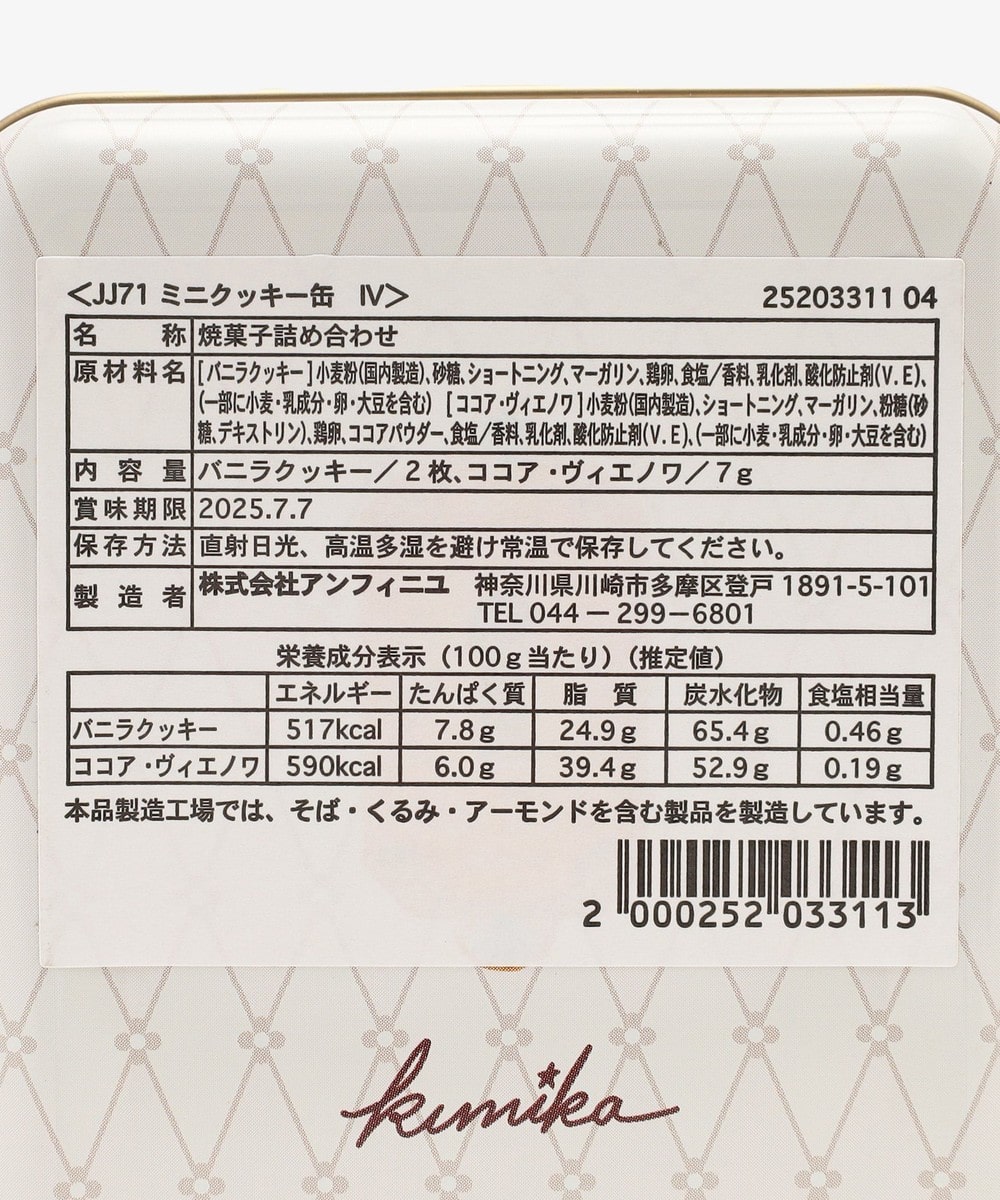 ＜JJ71 ミニクッキー缶　Ⅳ＞ 25203311 04
名称 焼菓子詰め合わせ
原材料名 [バニラクッキー]小麦粉(国内製造)、砂糖、ショートニング、マーガリン、鶏卵、食塩／香料、乳化剤、酸化防止剤(V.E)、
(一部に小麦・乳成分・卵・大豆を含む) [ココア・ヴィエノワ]小麦粉(国内製造)、ショートニング、マーガリン、粉糖(砂
糖、デキストリン)、鶏卵、ココアパウダー、食塩／香料、乳化剤、酸化防止剤(V.E)、(一部に小麦・乳成分・卵・大豆を含む)
内容量 バニラクッキー／2枚、ココア・ヴィエノワ／7g
賞味期限 2025.7.7
保存方法 直射日光、高温多湿を避け常温で保存してください。
製造者 株式会社アンフィニユ 神奈川県川崎市多摩区登戸 1891-5-101
TEL 044－299－6801
栄養成分表示（100g当たり）（推定値）
エネルギー たんぱく質 脂質 炭水化物 食塩相当量
バニラクッキー 517kcal 7.8g 24.9g 65.4g 0.46g
ココア・ヴィエノワ 590kcal 6.0g 39.4g 52.9g 0.19g
本品製造工場では、そば・くるみ・アーモンドを含む製品を製造しています。
2 000252 033113
kimika